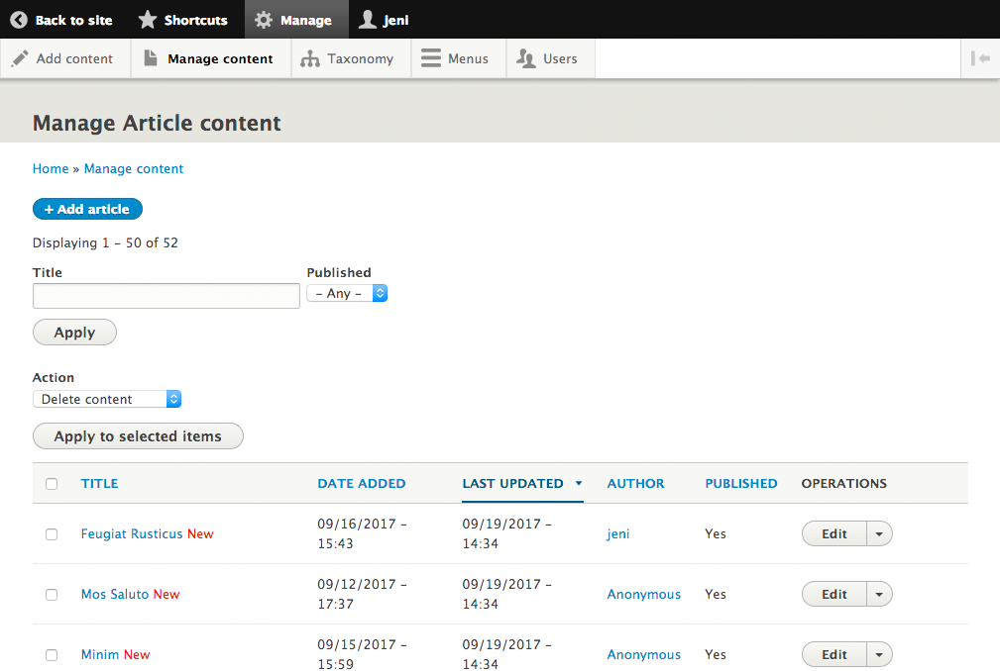 Back to site Shortcuts Manage jeni
Add content Manage content Taxonomy Menus Users
Manage Article content
Home » Manage content
+ Add article
Displaying 1 – 50 of 52
Title Published
– Any –
Apply
Action
Delete content
Apply to selected items
TITLE DATE ADDED LAST UPDATED AUTHOR PUBLISHED OPERATIONS
Feugiat Rusticus New 09/16/2017 – 15:43 09/19/2017 – 14:34 jeni Yes Edit
Mos Saluto New 09/12/2017 – 17:37 09/19/2017 – 14:34 Anonymous Yes Edit
Minim New 09/15/2017 – 15:59 09/19/2017 – 14:34 Anonymous Yes Edit